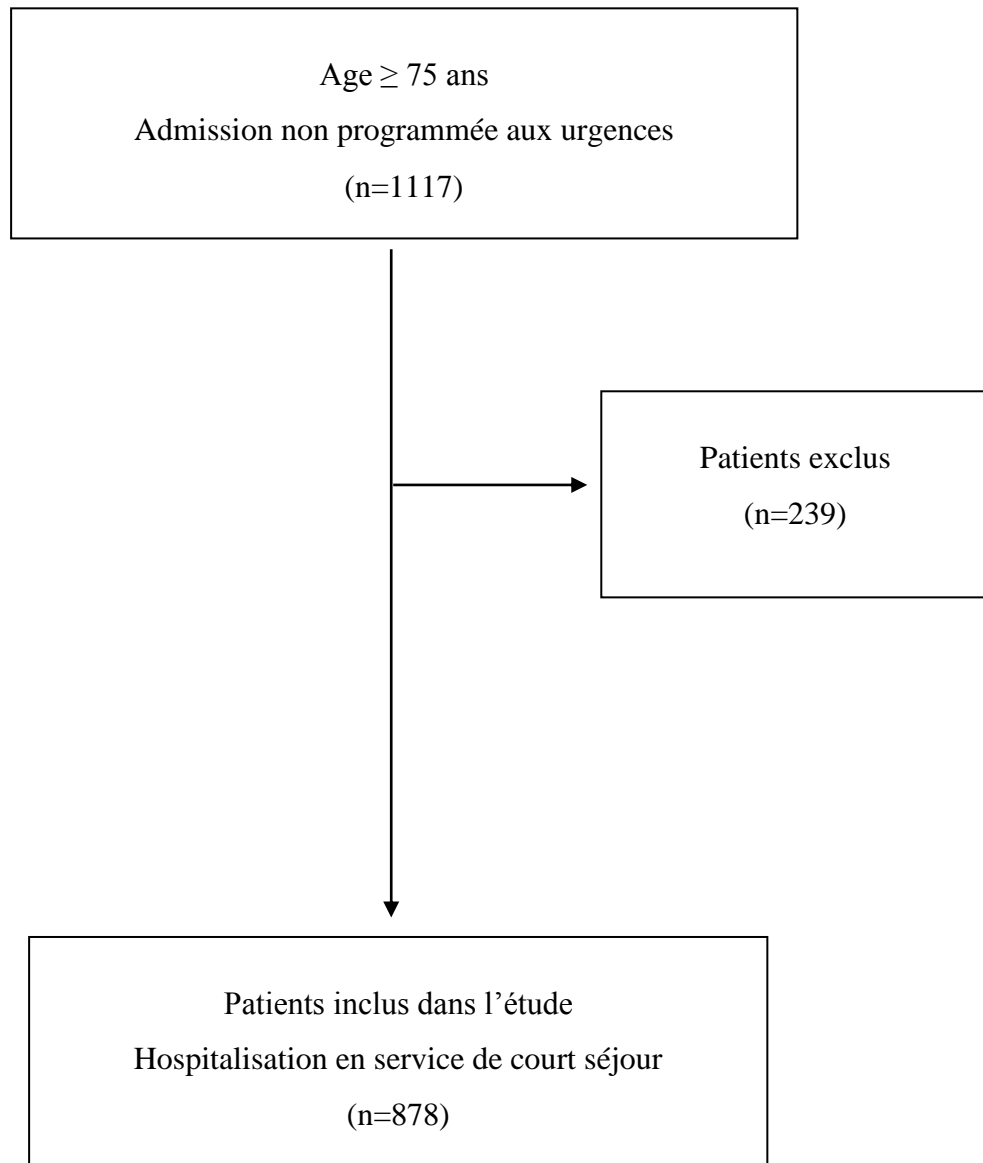 Age ≥ 75 ans
Admission non programmée aux urgences
(n=1117)
Patients exclus
(n=239)
Patients inclus dans l’étude
Hospitalisation en service de court séjour
(n=878)